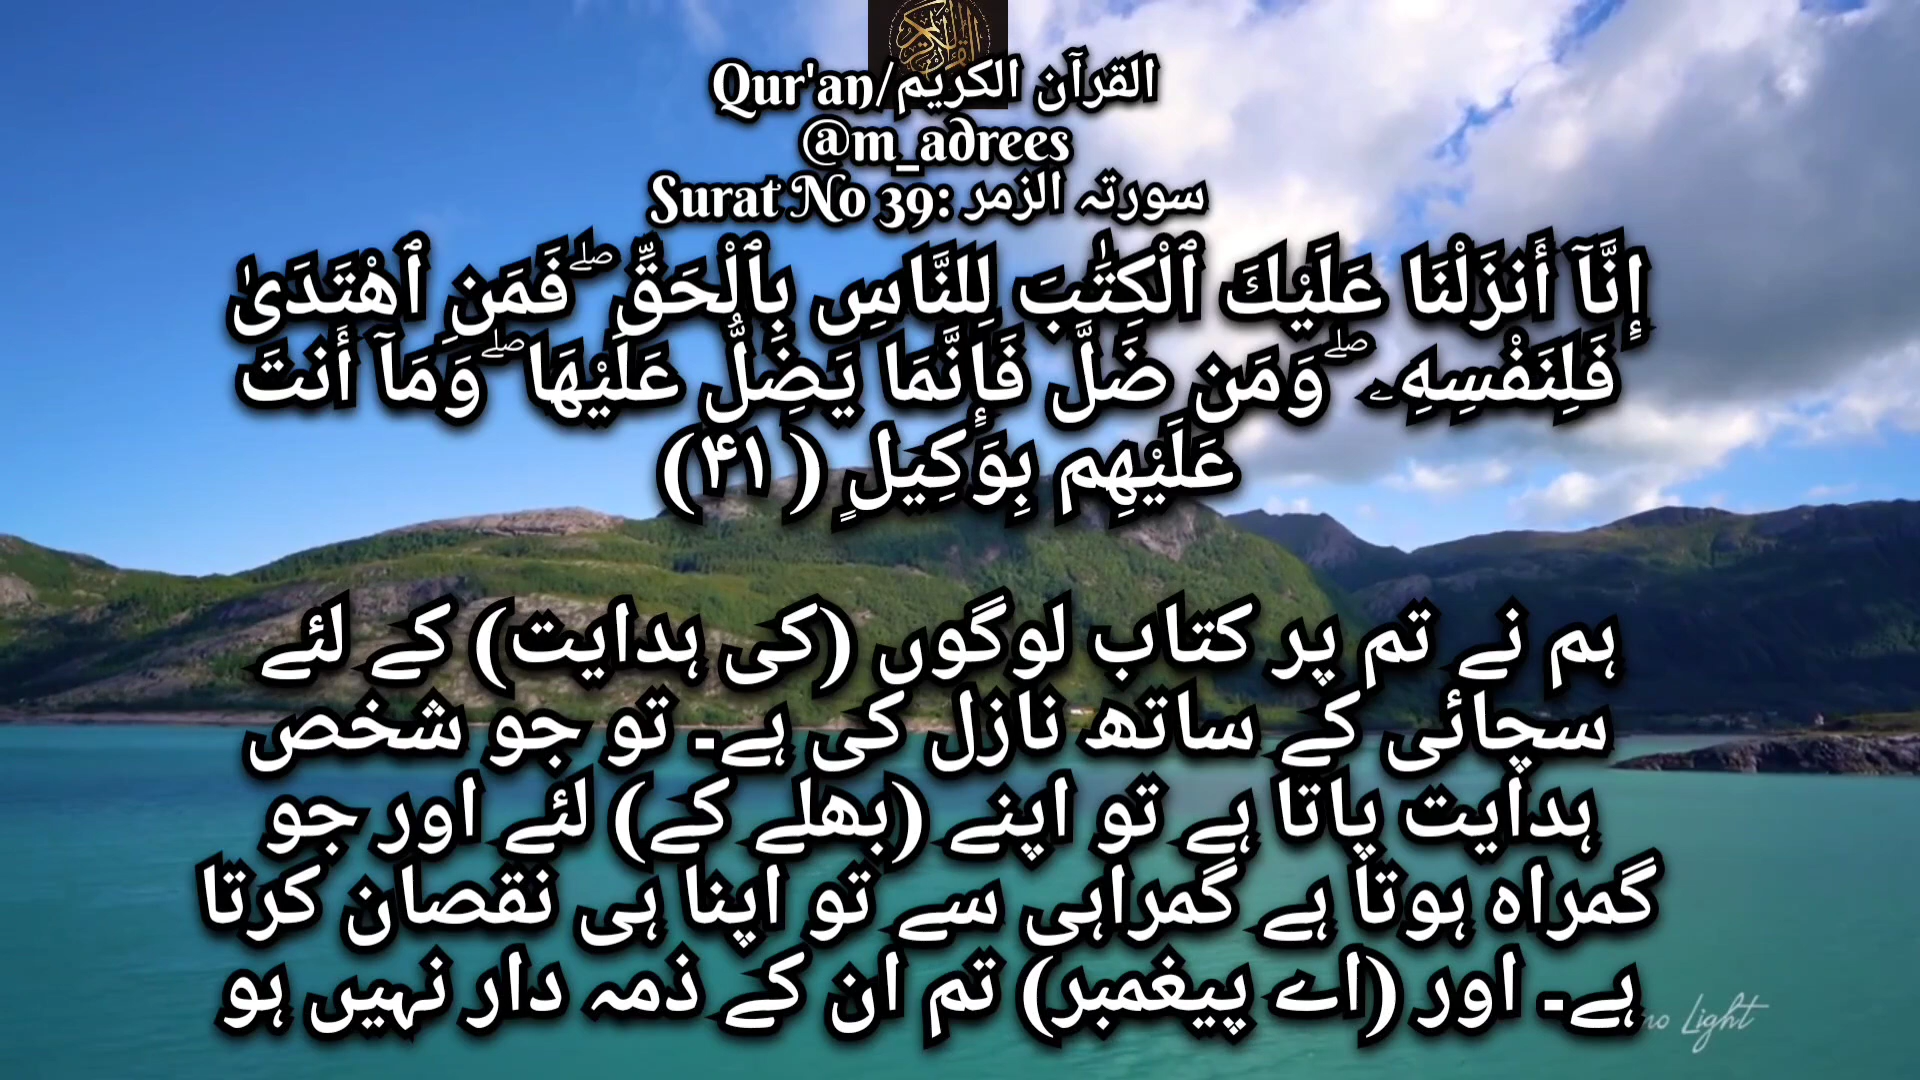 Qur'an/القرآن الكريم
@m_adrees
Surat No 39: سورتہ الزمر
إِنَّآ أَنزَلْنَا عَلَيْكَ ٱلْكِتَٰبَ لِلنَّاسِ بِٱلْحَقِّ ۖ فَمَنِ ٱهْتَدَىٰ
فَلِنَفْسِهِۦ ۖ وَمَن ضَلَّ فَإِنَّمَا يَضِلُّ عَلَيْهَا ۖ وَمَآ أَنتَ
عَلَيْهِم بِوَكِيلٍ (۴۱)
ہم نے تم پر کتاب لوگوں (کی ہدایت) کے لئے
سچائی کے ساتھ نازل کی ہے۔ تو جو شخص
ہدایت پاتا ہے تو اپنے (بھلے کے) لئے اور جو
گمراہ ہوتا ہے گمراہی سے تو اپنا ہی نقصان کرتا
ہے۔ اور (اے پیغمبر) تم ان کے ذمہ دار نہیں ہو
Light